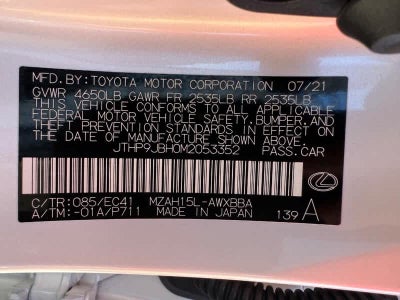 MFD.BY:TOYOTA MOTOR CORPORATION 07/21
GVWR 4650LB GAWR FR 2535LB RR 2535LB
THIS VEHICLE CONFORMS TO ALL APPLICABLE
FEDERAL MOTOR VEHICLE SAFETY,BUMPER,AND
THEFT PREVENTION STANDARDS IN EFFECT ON
THE DATE OF MANUFACTURE SHOWN ABOVE.
JTHP9JBH0M2053352 PASS.CAR
C/TR:085/EC41 MZAH15L-AWXBBA
A/TM:-01A/P711 MADE IN JAPAN 139 A